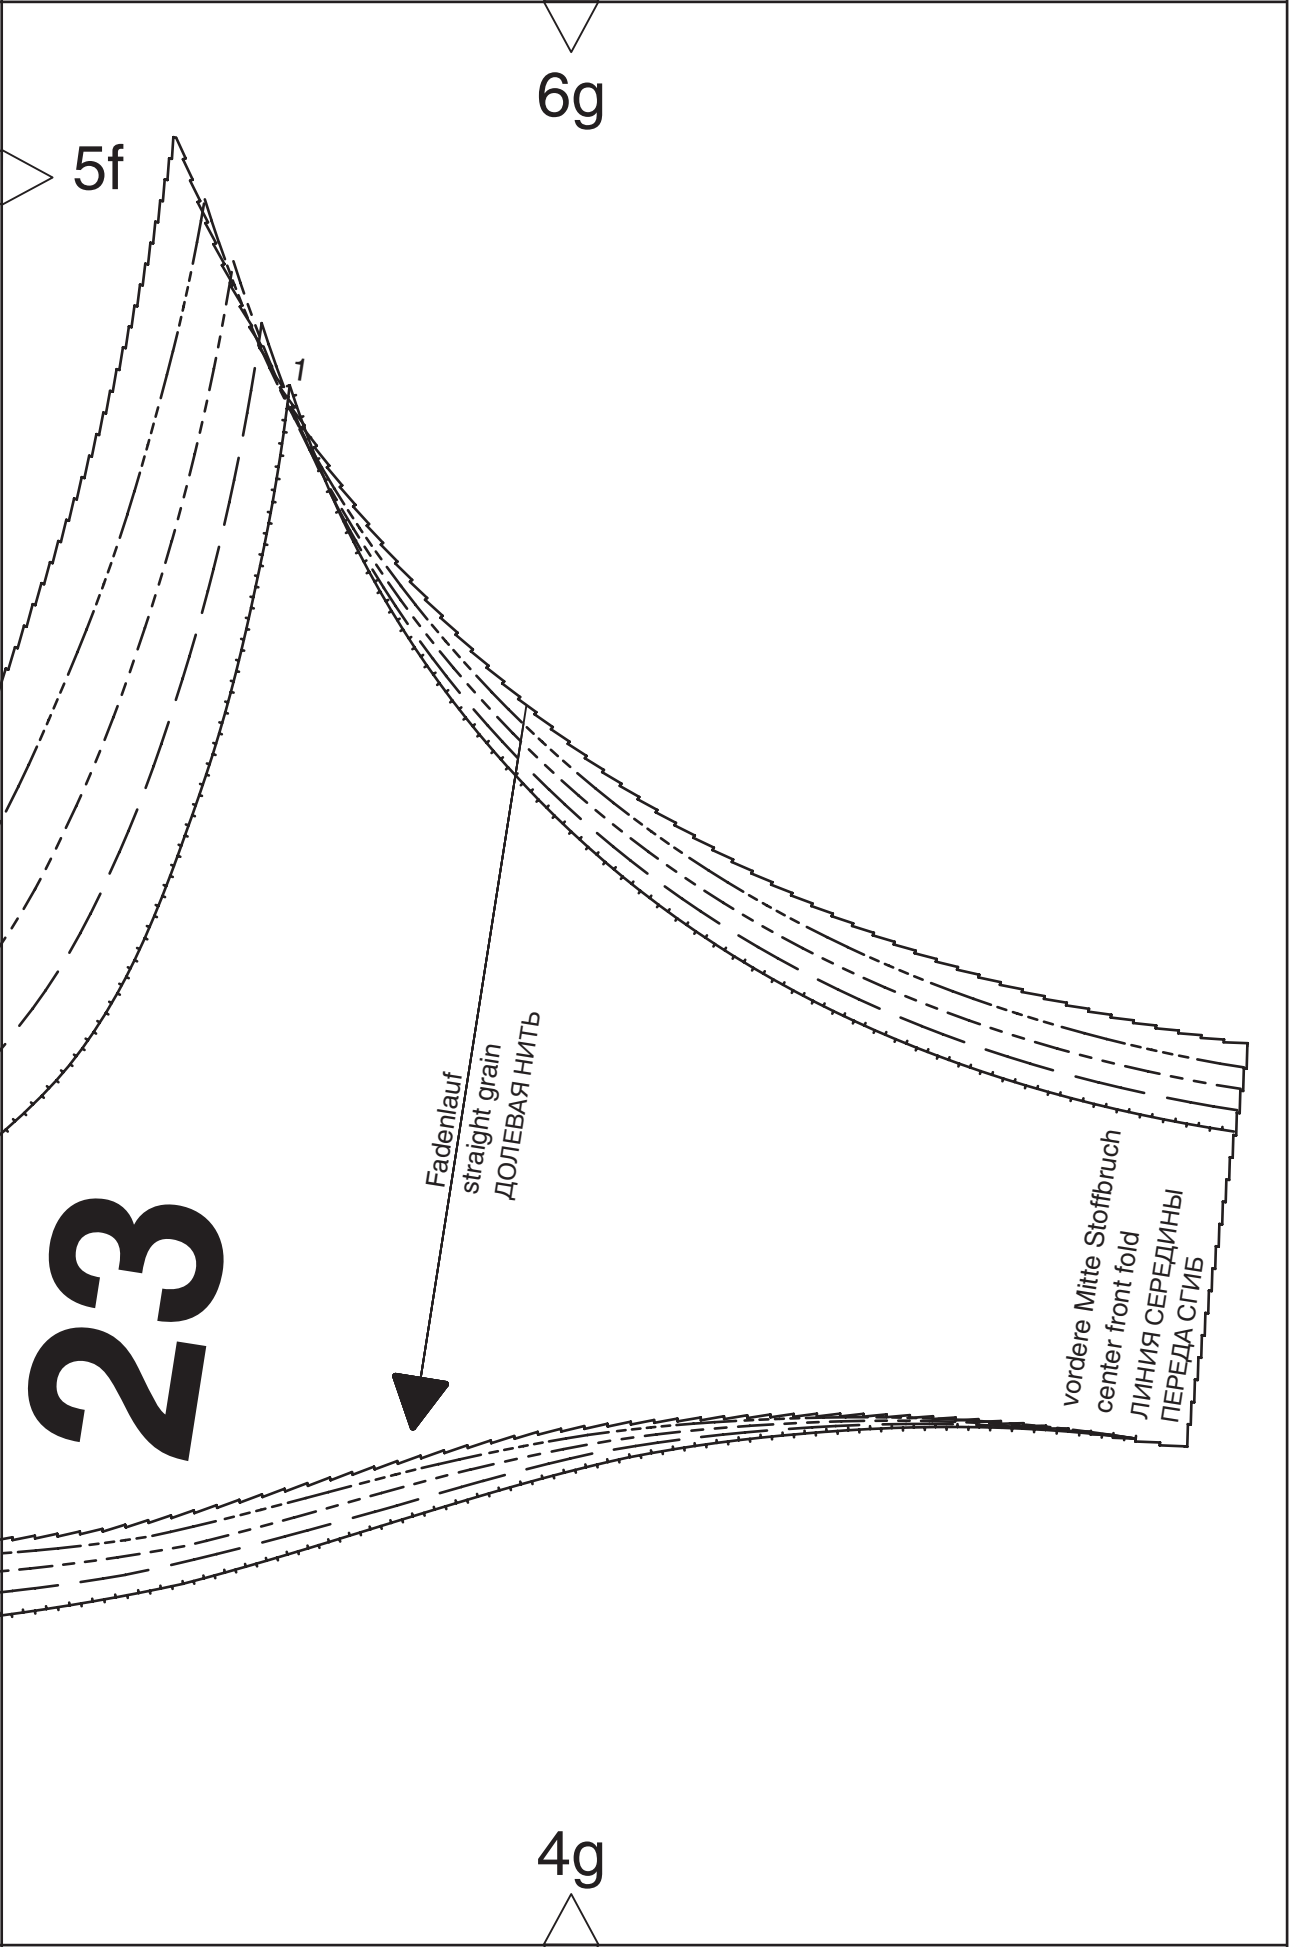 6g
5f
1
Fadenlauf
straight grain
ДОЛЕВАЯ НИТЬ
vordere Mitte Stoffbruch
center front fold
ЛИНИЯ СЕРЕДИНЫ
ПЕРЕДА СГИБ
23
4g